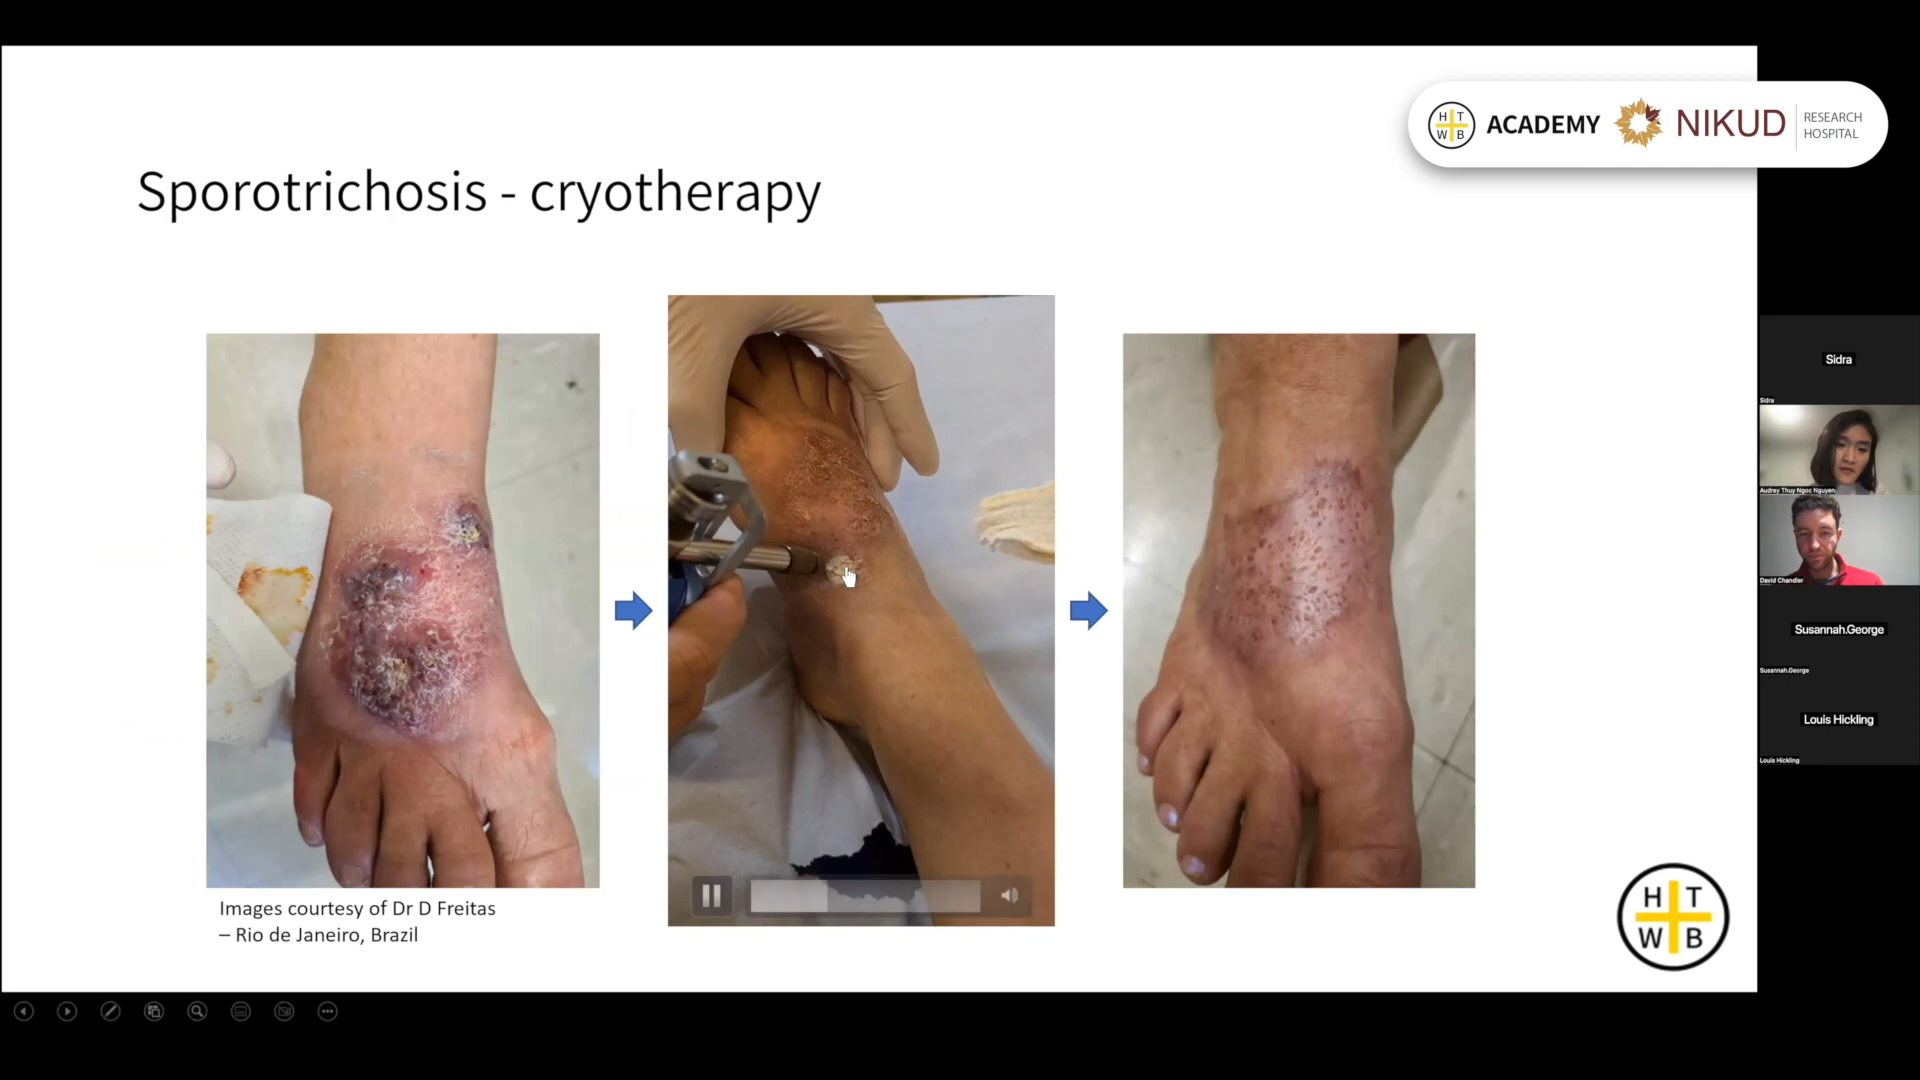 H T
W B
ACADEMY
NIKUD
RESEARCH
HOSPITAL
Sporotrichosis - cryotherapy
Images courtesy of Dr D Freitas
– Rio de Janeiro, Brazil
H T
W B
Sidra
Sidra
Audrey Thuy Ngoc Nguyen
David Chandler
Susannah.George
Susannah.George
Louis Hickling
Louis Hickling